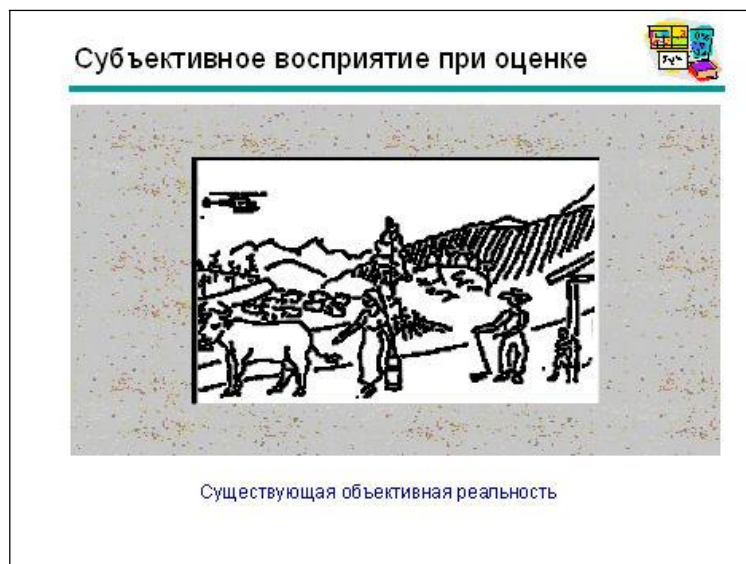 Субъективное восприятие при оценке
Существующая объективная реальность